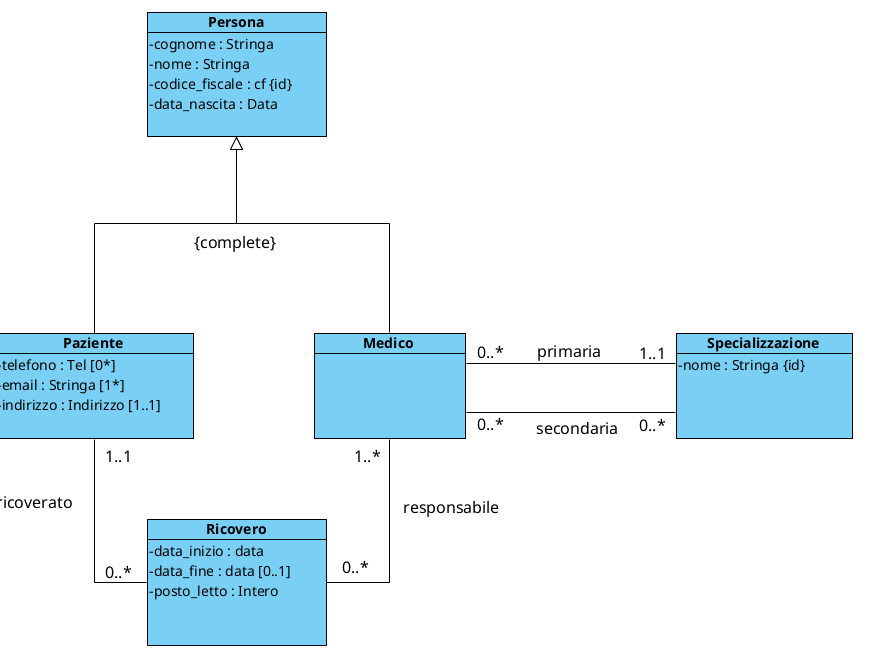 Persona
-cognome : Stringa
-nome : Stringa
-codice_fiscale : cf {id}
-data_nascita : Data
{complete}
Paziente
-telefono : Tel [0*]
-email : Stringa [1*]
-indirizzo : Indirizzo [1..1]
Medico
0..* primaria 1..1
0..* secondaria 0..*
Specializzazione
-nome : Stringa {id}
1..1
1..*
ricoverato
responsabile
0..*
0..*
Ricovero
-data_inizio : data
-data_fine : data [0..1]
-posto_letto : Intero